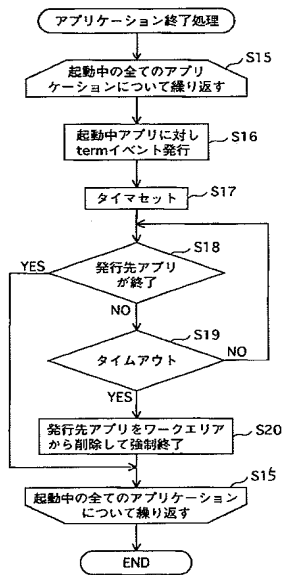 アプリケーション終了処理
S15
起動中の全てのアプリ
ケーションについて繰り返す
起動中アプリに対し
termイベント発行
S16
タイマセット
S17
S18
YES
発行先アプリ
が終了
NO
S19
タイムアウト
NO
YES
発行先アプリをワークエリア
から削除して強制終了
S20
S15'
起動中の全てのアプリケーション
について繰り返す
END